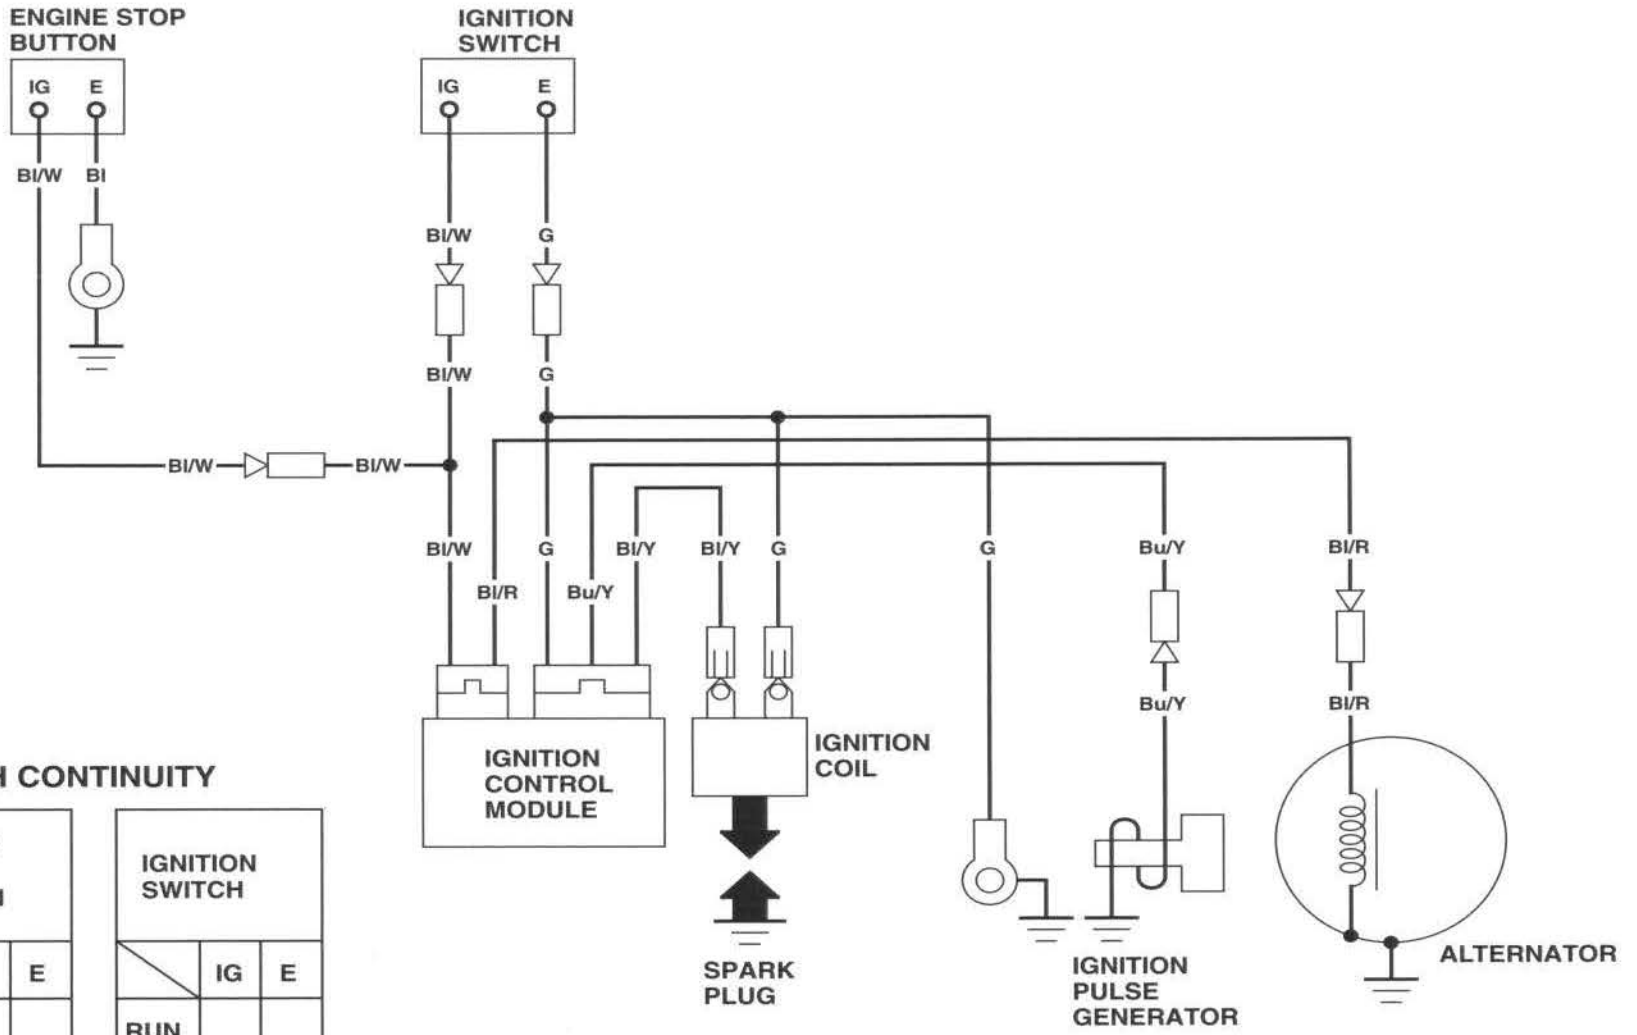 ENGINE STOP
BUTTON
IG E
Bl/W Bl
IGNITION
SWITCH
IG E
Bl/W G
Bl/W G
Bl/W Bl/W
Bl/W G Bl/Y Bl/Y G G Bu/Y Bl/R
Bl/R Bu/Y
Bu/Y Bl/R
IGNITION
CONTROL
MODULE
IGNITION
COIL
SPARK
PLUG
IGNITION
PULSE
GENERATOR
ALTERNATOR
H CONTINUITY
E
IGNITION
SWITCH
IG E
RUN